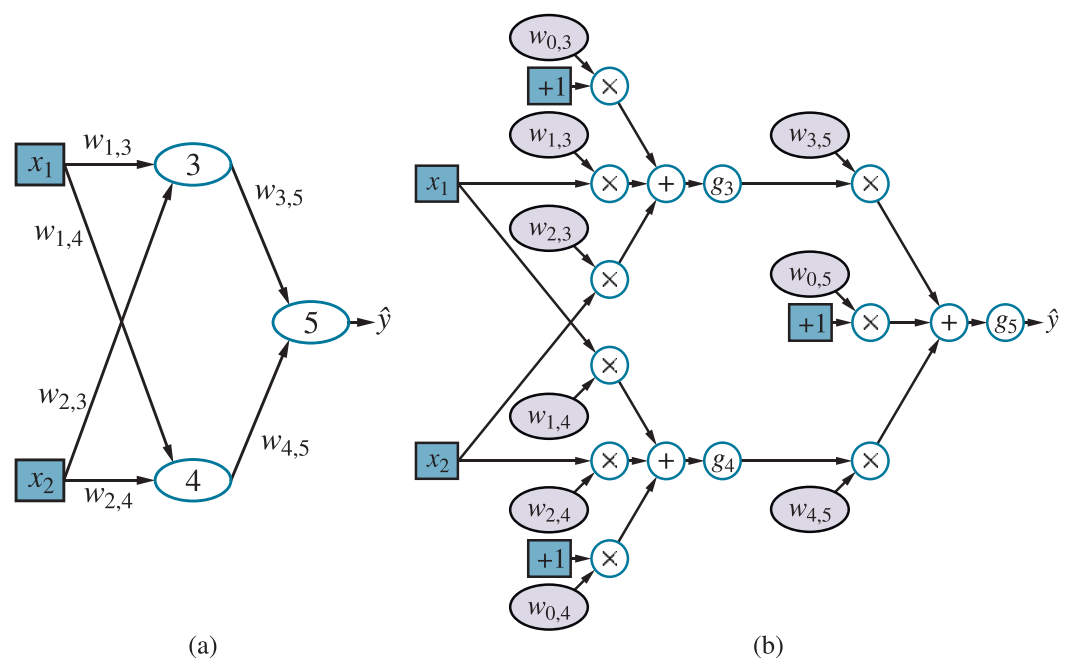 x₁
w₁,₃
3
w₃,₅
w₁,₄
5
ŷ
w₂,₃
w₄,₅
x₂
w₂,₄
4
(a)
w₀,₃
+1
×
w₁,₃
x₁
×
+
g₃
w₂,₃
×
w₃,₅
×
w₀,₅
+1
×
+
g₅
ŷ
×
w₁,₄
x₂
×
+
g₄
w₂,₄
+1
×
w₀,₄
×
w₄,₅
(b)